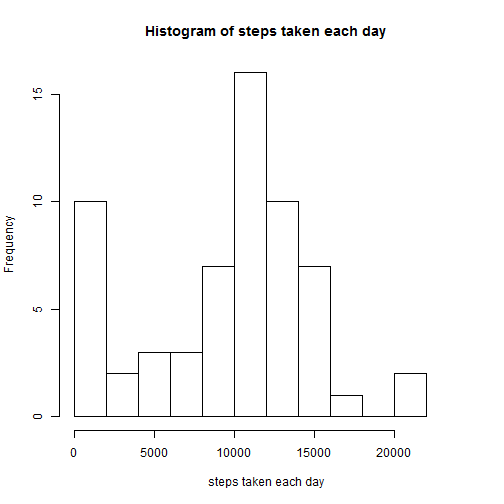 Histogram of steps taken each day
Frequency
15
10
5
0
0 5000 10000 15000 20000
steps taken each day